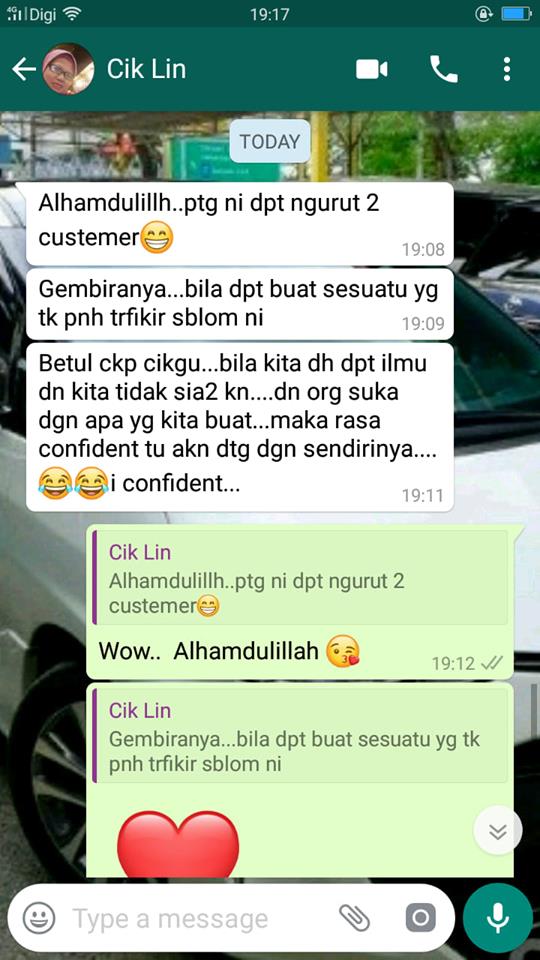 4G Digi 19:17
Cik Lin
TODAY
Alhamdulillh..ptg ni dpt ngurut 2
custemer😁
19:08
Gembiranya...bila dpt buat sesuatu yg
tk pnh trfikir sblom ni
19:09
Betul ckp cikgu...bila kita dh dpt ilmu
dn kita tidak sia2 kn....dn org suka
dgn apa yg kita buat...maka rasa
confident tu akn dtg dgn sendirinya....
😂😂i confident...
19:11
Cik Lin
Alhamdulillh..ptg ni dpt ngurut 2
custemer😁
Wow.. Alhamdulillah 😘
19:12
Cik Lin
Gembiranya...bila dpt buat sesuatu yg tk
pnh trfikir sblom ni
❤️
Type a message